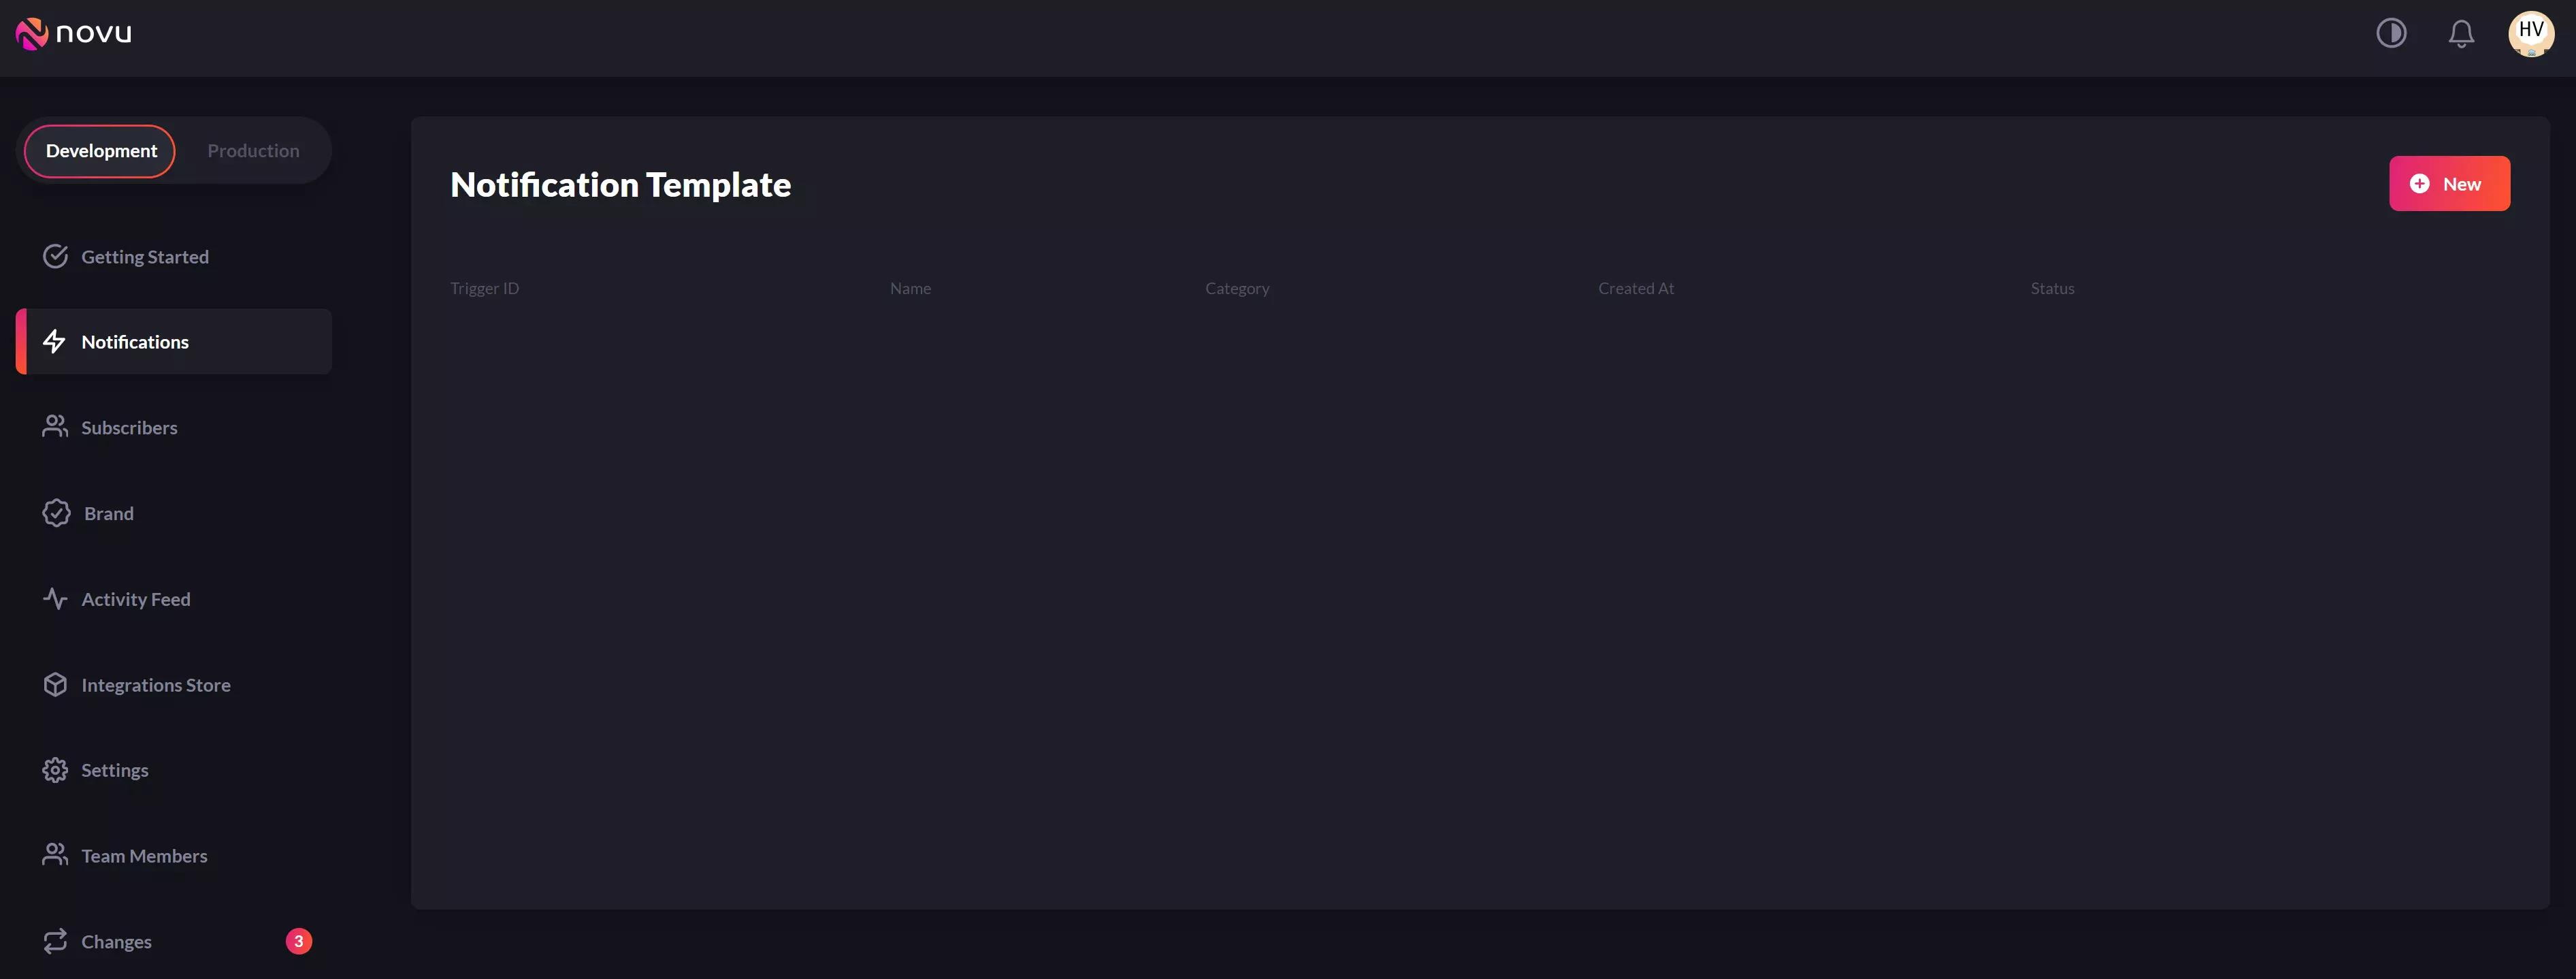 novu
HV
Development Production
Notification Template
New
Getting Started
Trigger ID Name Category Created At Status
Notifications
Subscribers
Brand
Activity Feed
Integrations Store
Settings
Team Members
Changes 3